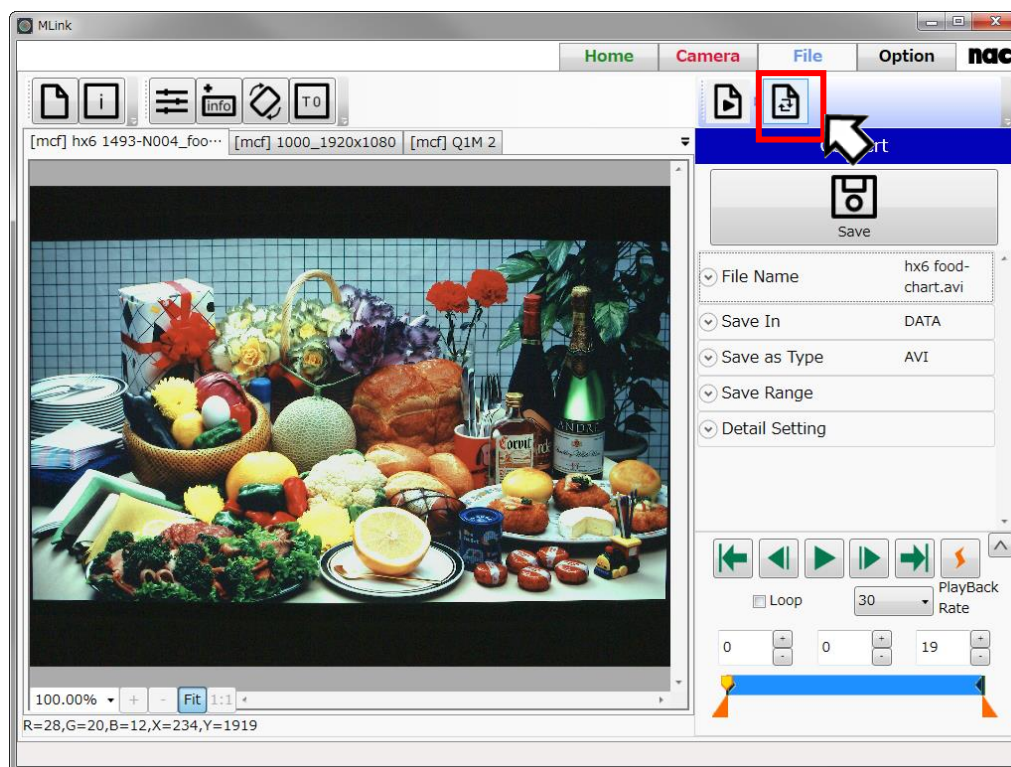 MLink
Home Camera File Option nac
i info T0
[mcf] hx6 1493-N004_foo… [mcf] 1000_1920x1080 [mcf] Q1M 2
Save
File Name hx6 food-
chart.avi
Save In DATA
Save as Type AVI
Save Range
Detail Setting
ANDRÉ
Loop 30 PlayBack
Rate
0 0 19
100.00% + - Fit 1:1
R=28,G=20,B=12,X=234,Y=1919